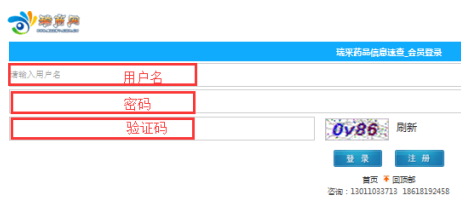 瑞采网
瑞采药品信息速查_会员登录
请输入用户名 用户名
密码
验证码 0v86 刷新
登 录 注 册
首页 回顶部
咨询：13011033713 18618192458